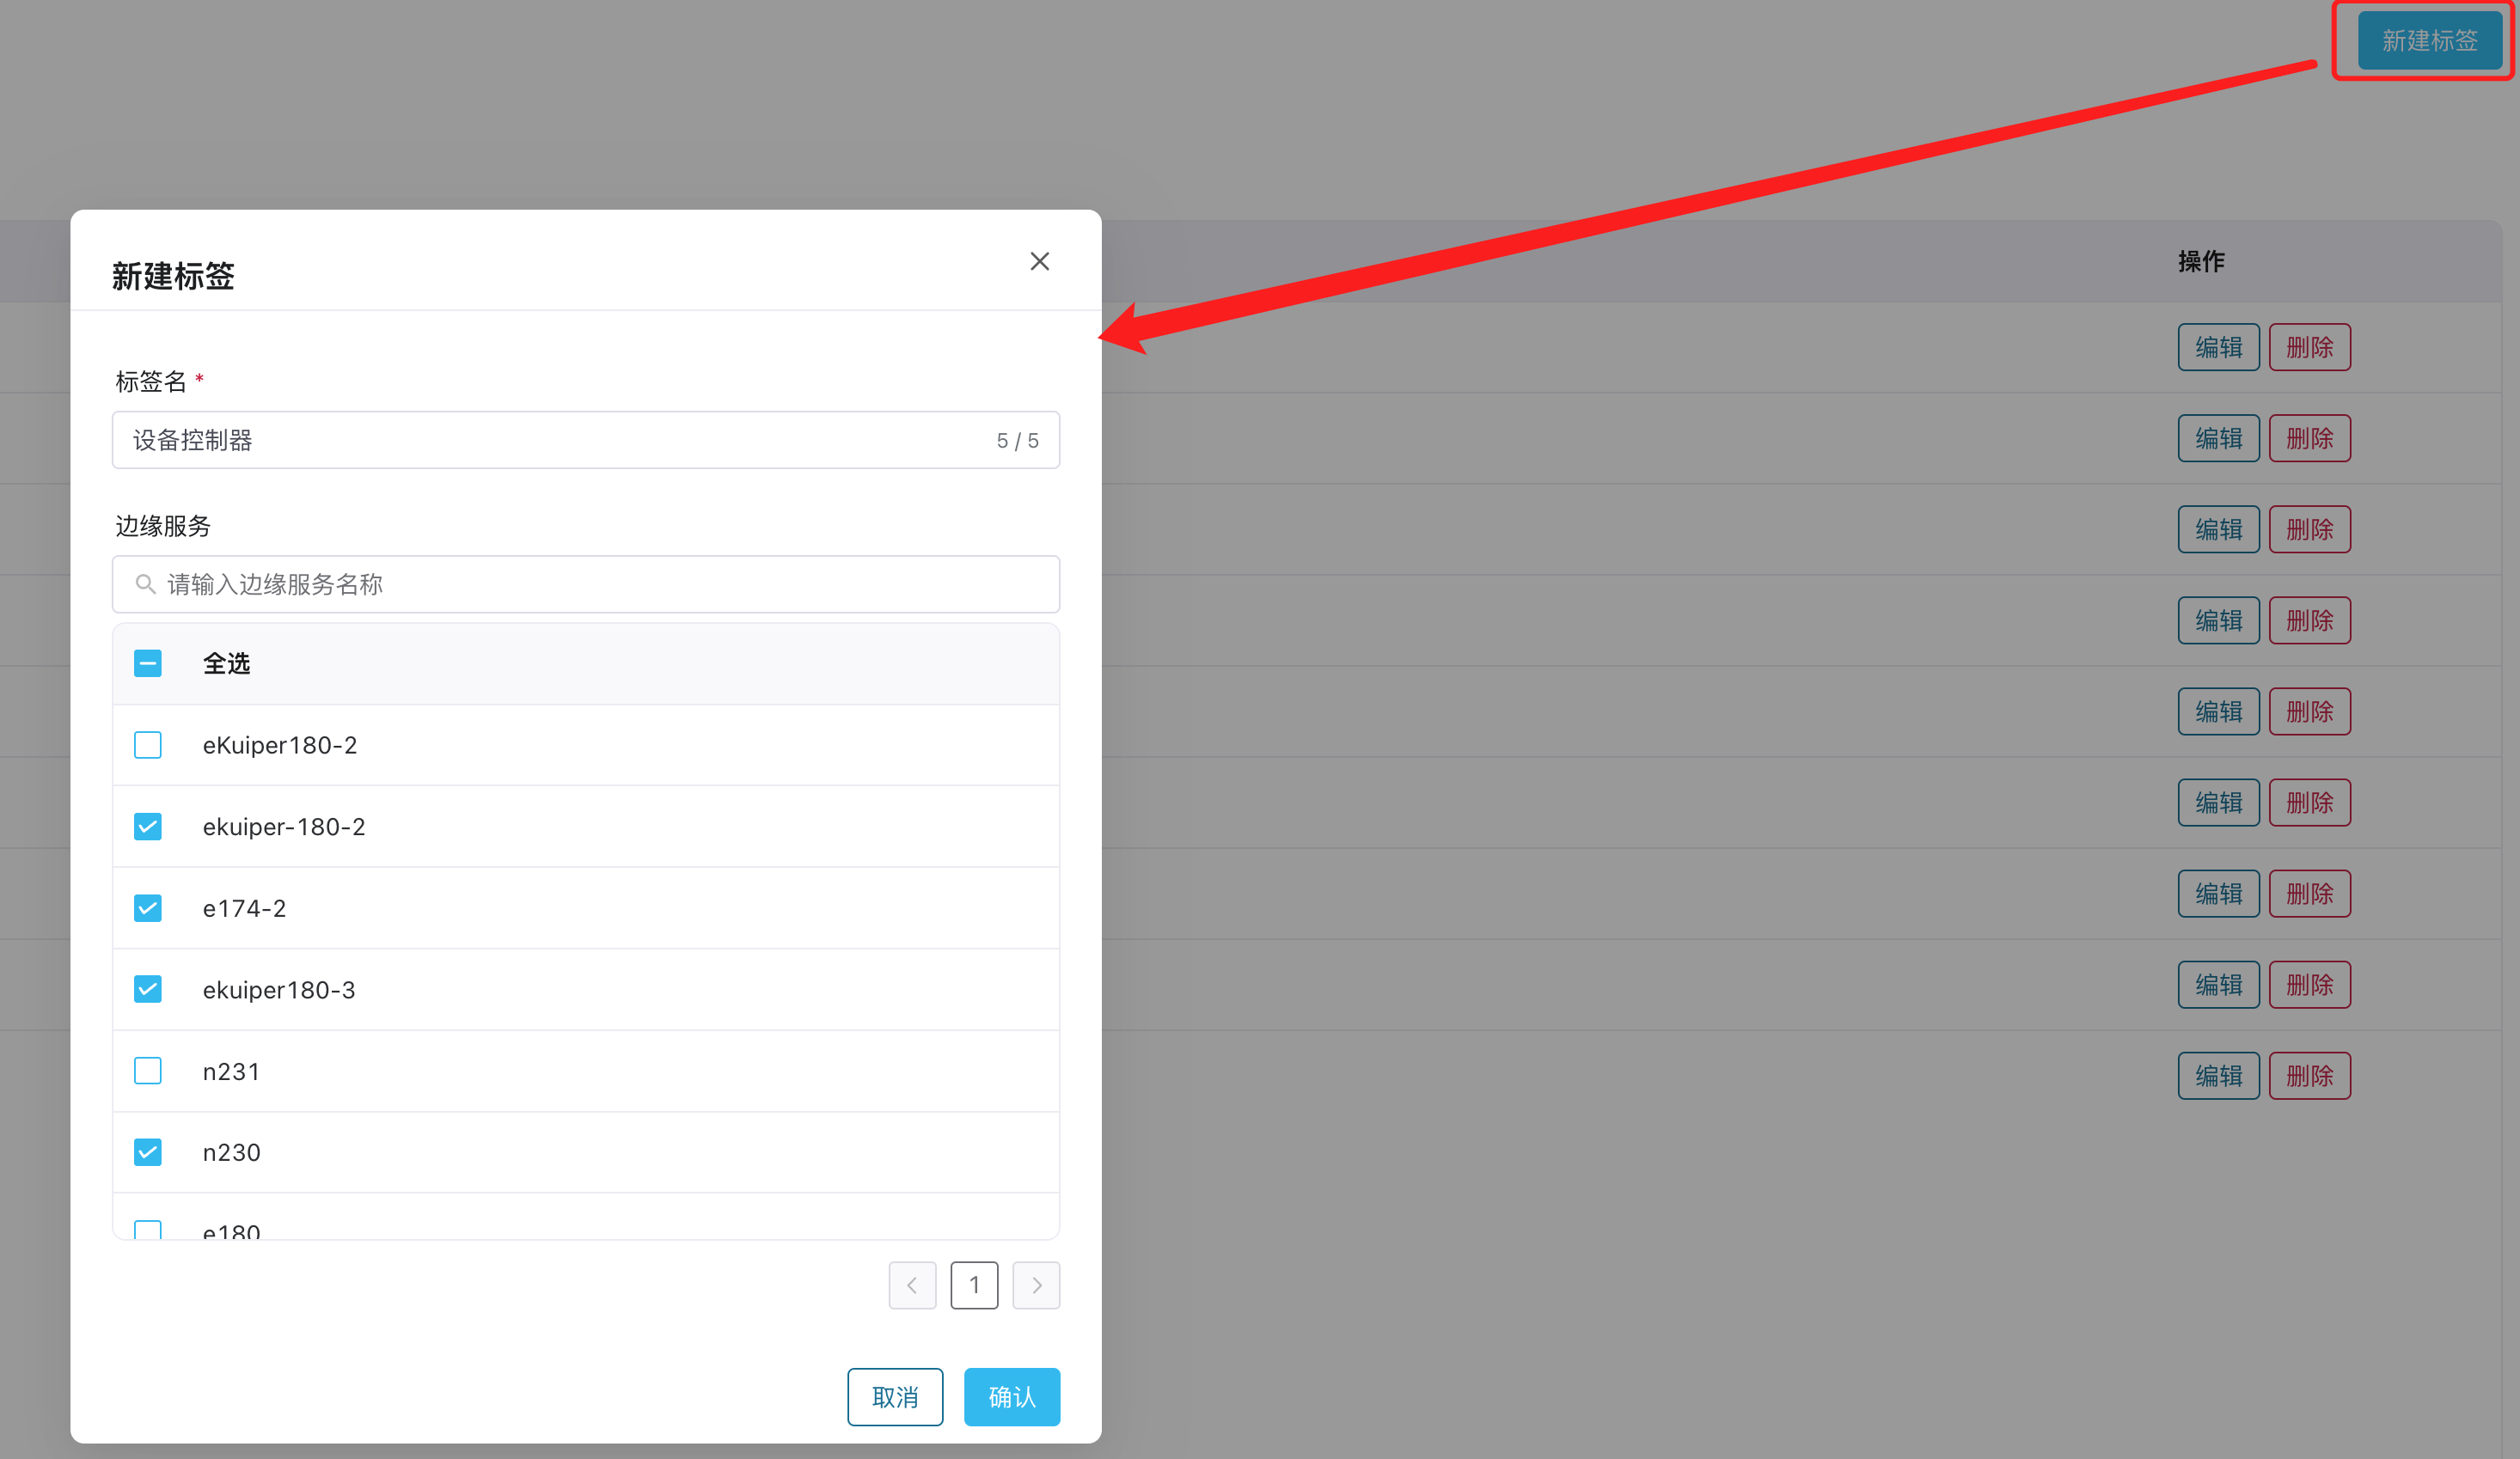 新建标签
新建标签
操作
标签名 *
设备控制器 5 / 5
边缘服务
请输入边缘服务名称
全选
eKuiper180-2
ekuiper-180-2
e174-2
ekuiper180-3
n231
n230
e180
1
取消 确认
编辑 删除
编辑 删除
编辑 删除
编辑 删除
编辑 删除
编辑 删除
编辑 删除
编辑 删除
编辑 删除